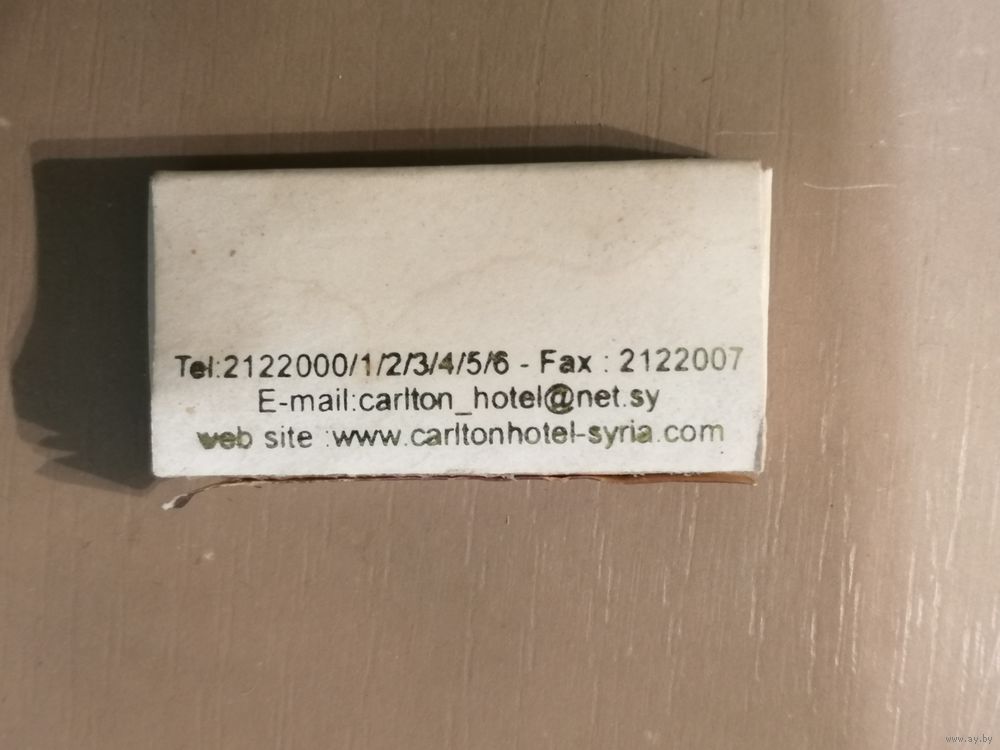 Tel:2122000/1/2/3/4/5/6 - Fax : 2122007
E-mail:carlton_hotel@net.sy
web site :www.carltonhotel-syria.com
www.ay.by